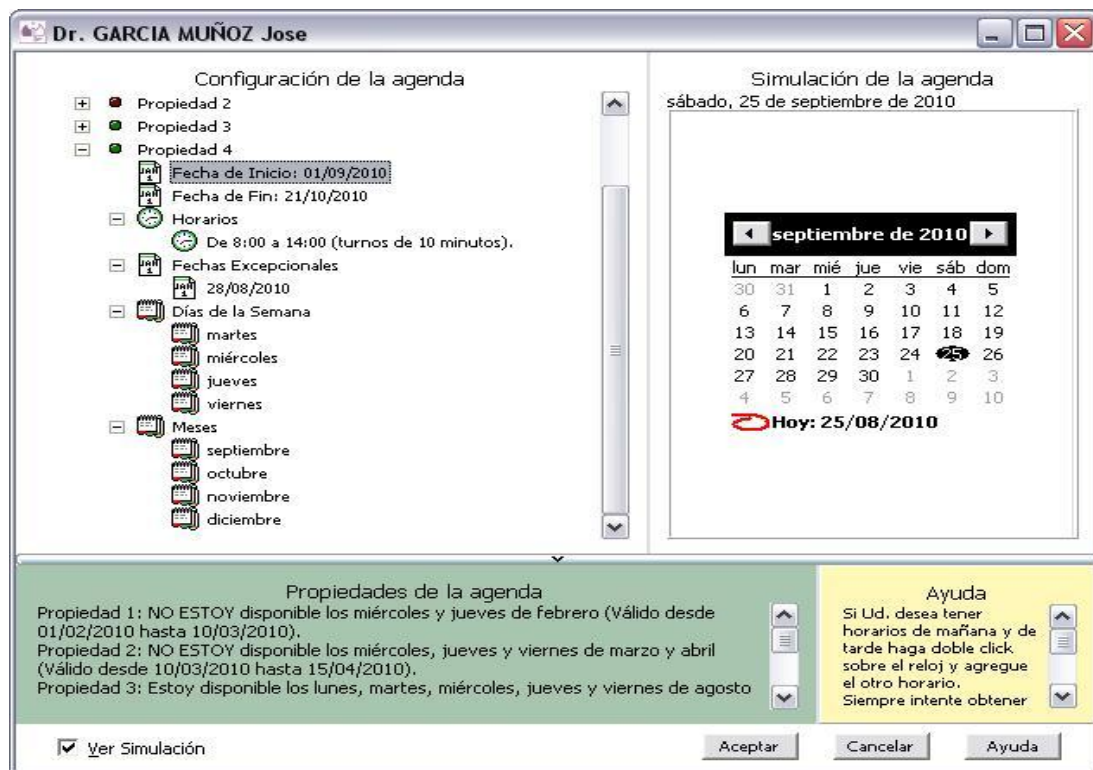 Dr. GARCIA MUÑOZ Jose
Configuración de la agenda
Propiedad 2
Propiedad 3
Propiedad 4
Fecha de Inicio: 01/09/2010
Fecha de Fin: 21/10/2010
Horarios
De 8:00 a 14:00 (turnos de 10 minutos).
Fechas Excepcionales
28/08/2010
Días de la Semana
martes
miércoles
jueves
viernes
Meses
septiembre
octubre
noviembre
diciembre
Simulación de la agenda
sábado, 25 de septiembre de 2010
septiembre de 2010
lun mar mié jue vie sáb dom
30 31 1 2 3 4 5
6 7 8 9 10 11 12
13 14 15 16 17 18 19
20 21 22 23 24 25 26
27 28 29 30 1 2 3
4 5 6 7 8 9 10
Hoy: 25/08/2010
Propiedades de la agenda
Propiedad 1: NO ESTOY disponible los miércoles y jueves de febrero (Válido desde
01/02/2010 hasta 10/03/2010).
Propiedad 2: NO ESTOY disponible los miércoles, jueves y viernes de marzo y abril
(Válido desde 10/03/2010 hasta 15/04/2010).
Propiedad 3: Estoy disponible los lunes, martes, miércoles, jueves y viernes de agosto
Ayuda
Si Ud. desea tener
horarios de mañana y de
tarde haga doble click
sobre el reloj y agregue
el otro horario.
Siempre intente obtener
Ver Simulación
Aceptar
Cancelar
Ayuda